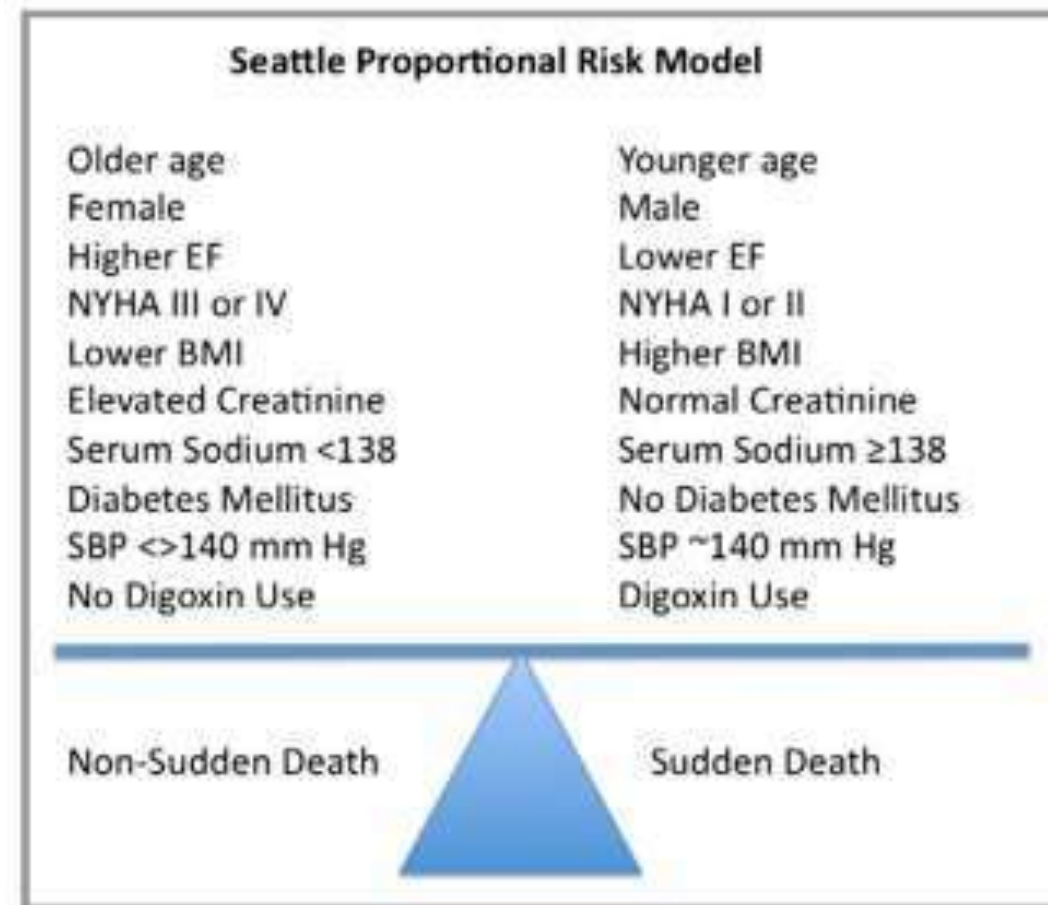 Seattle Proportional Risk Model
Older age
Female
Higher EF
NYHA III or IV
Lower BMI
Elevated Creatinine
Serum Sodium <138
Diabetes Mellitus
SBP <>140 mm Hg
No Digoxin Use
Younger age
Male
Lower EF
NYHA I or II
Higher BMI
Normal Creatinine
Serum Sodium ≥138
No Diabetes Mellitus
SBP ~140 mm Hg
Digoxin Use
Non-Sudden Death
Sudden Death